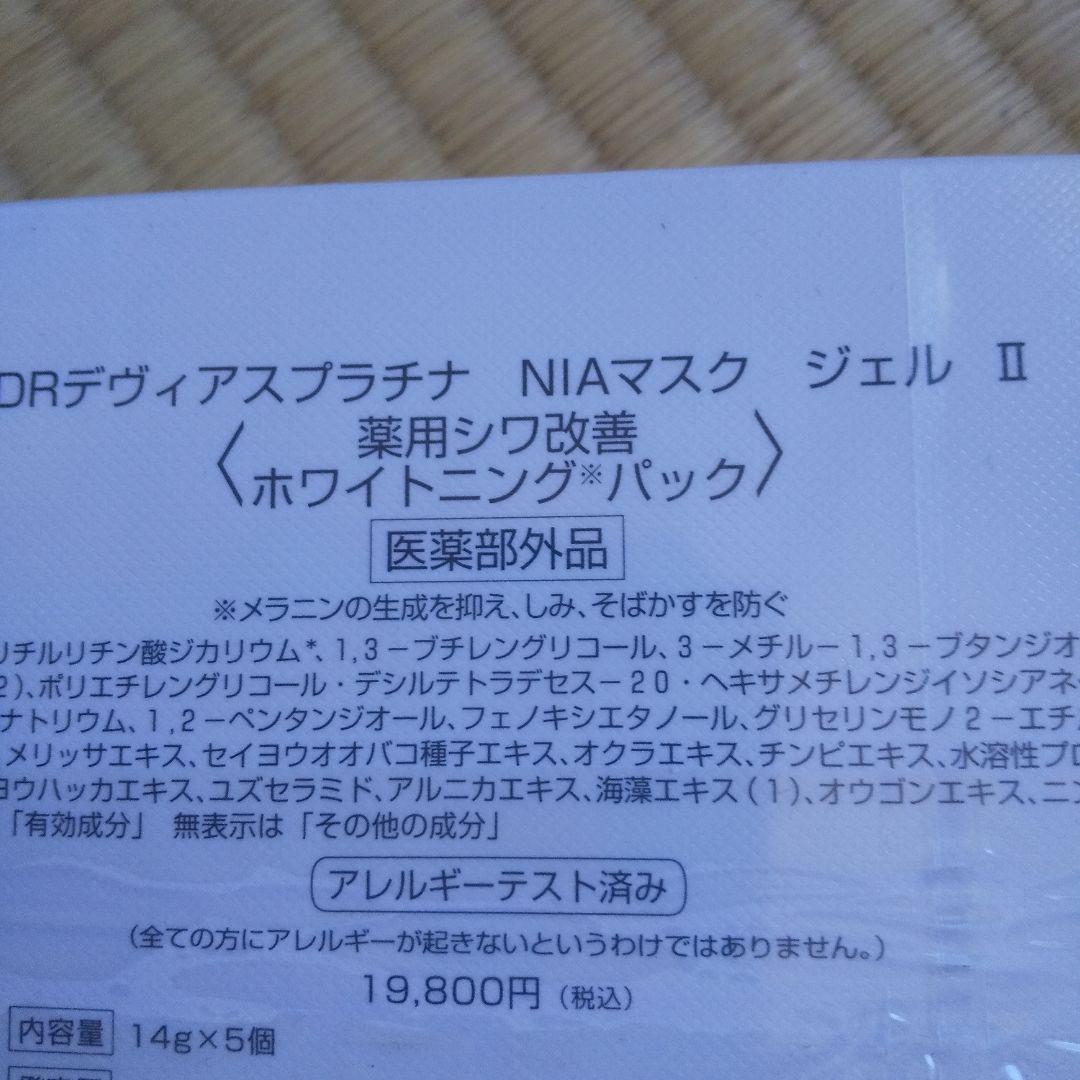 DRデヴィアスプラチナ　NIAマスク　ジェル　Ⅱ
〈薬用シワ改善
ホワイトニング※パック〉
医薬部外品
※メラニンの生成を抑え、しみ、そばかすを防ぐ
リチルリチン酸ジカリウム*、1,3－ブチレングリコール、3－メチル－1,3－ブタンジオ
2)、ポリエチレングリコール・デシルテトラデセス－20・ヘキサメチレンジイソシアネ
ナトリウム、1,2－ペンタンジオール、フェノキシエタノール、グリセリンモノ2－エチ
メリッサエキス、セイヨウオオバコ種子エキス、オクラエキス、チンピエキス、水溶性プロ
ヨウハッカエキス、ユズセラミド、アルニカエキス、海藻エキス(1)、オウゴンエキス、ニン
「有効成分」　無表示は「その他の成分」
アレルギーテスト済み
(全ての方にアレルギーが起きないというわけではありません。)
19,800円（税込）
内容量 14g×5個